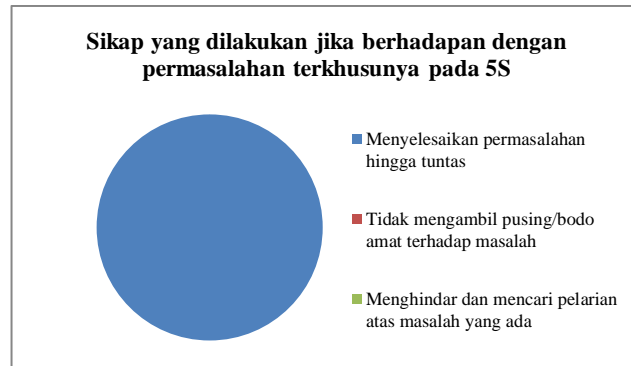 Sikap yang dilakukan jika berhadapan dengan
permasalahan terkhusunya pada 5S
Menyelesaikan permasalahan
hingga tuntas
Tidak mengambil pusing/bodo
amat terhadap masalah
Menghindar dan mencari pelarian
atas masalah yang ada